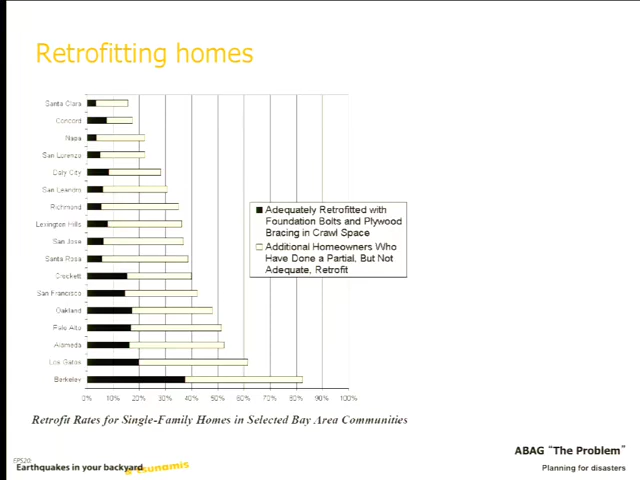 Retrofitting homes
Santa Clara
Concord
Napa
San Lorenzo
Daly City
San Leandro
Richmond
Lexington Hills
San Jose
Santa Rosa
Crockett
San Francisco
Oakland
Palo Alto
Alameda
Los Gatos
Berkeley
0% 10% 20% 30% 40% 50% 60% 70% 80% 90% 100%
Adequately Retrofitted with
Foundation Bolts and Plywood
Bracing in Crawl Space
Additional Homeowners Who
Have Done a Partial, But Not
Adequate, Retrofit
Retrofit Rates for Single-Family Homes in Selected Bay Area Communities
ABAG "The Problem"
EPS20:
Earthquakes in your backyard & tsunamis
Planning for disasters